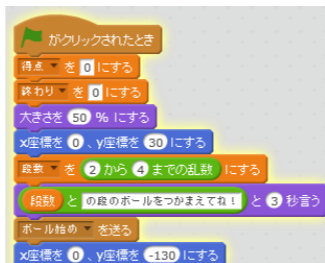 がクリックされたとき
得点 を 0 にする
終わり を 0 にする
大きさを 50 % にする
x座標を 0 、y座標を 30 にする
段数 を 2 から 4 までの乱数 にする
段数 と の段のボールをつかまえてね! と 3 秒言う
ボール始め を送る
x座標を 0 、y座標を -130 にする